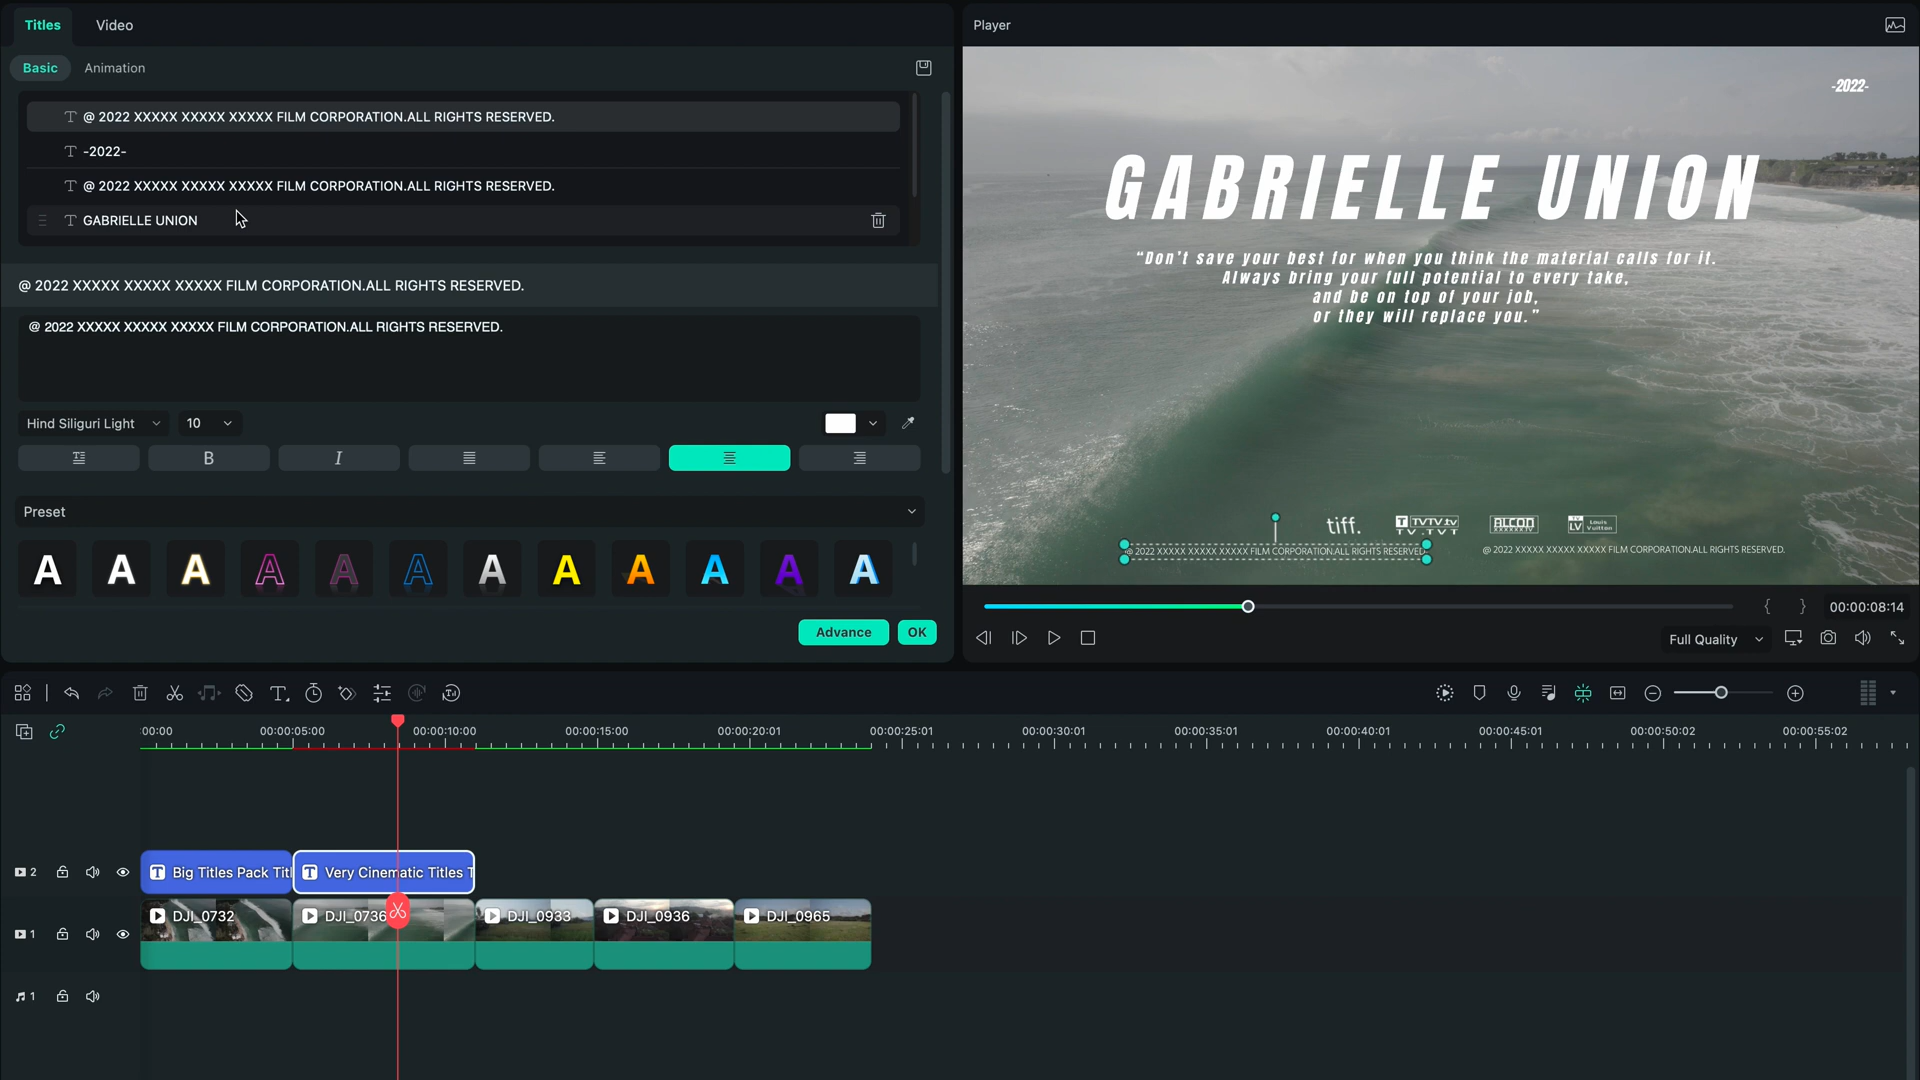 Titles
Video
Basic
Animation
@ 2022 XXXXX XXXXX XXXXX FILM CORPORATION.ALL RIGHTS RESERVED.
-2022-
@ 2022 XXXXX XXXXX XXXXX FILM CORPORATION.ALL RIGHTS RESERVED.
GABRIELLE UNION
@ 2022 XXXXX XXXXX XXXXX FILM CORPORATION.ALL RIGHTS RESERVED.
@ 2022 XXXXX XXXXX XXXXX FILM CORPORATION.ALL RIGHTS RESERVED.
Hind Siliguri Light
10
B
I
Preset
A A A A A A A A A A A A
Advance
OK
Player
-2022-
GABRIELLE UNION
“Don't save your best for when you think the material calls for it.
Always bring your full potential to every take,
and be on top of your job,
or they will replace you.”
tiff.
TVTV.tv
ALCON
LV Louis Vuitton
@ 2022 XXXXX XXXXX XXXXX FILM CORPORATION.ALL RIGHTS RESERVED.
@ 2022 XXXXX XXXXX XXXXX FILM CORPORATION.ALL RIGHTS RESERVED.
{ }
00:00:08:14
Full Quality
:00:00
00:00:05:00
00:00:10:00
00:00:15:00
00:00:20:01
00:00:25:01
00:00:30:01
00:00:35:01
00:00:40:01
00:00:45:01
00:00:50:02
00:00:55:02
2
Big Titles Pack Titl
Very Cinematic Titles T
1
DJI_0732
DJI_0736
DJI_0933
DJI_0936
DJI_0965
1